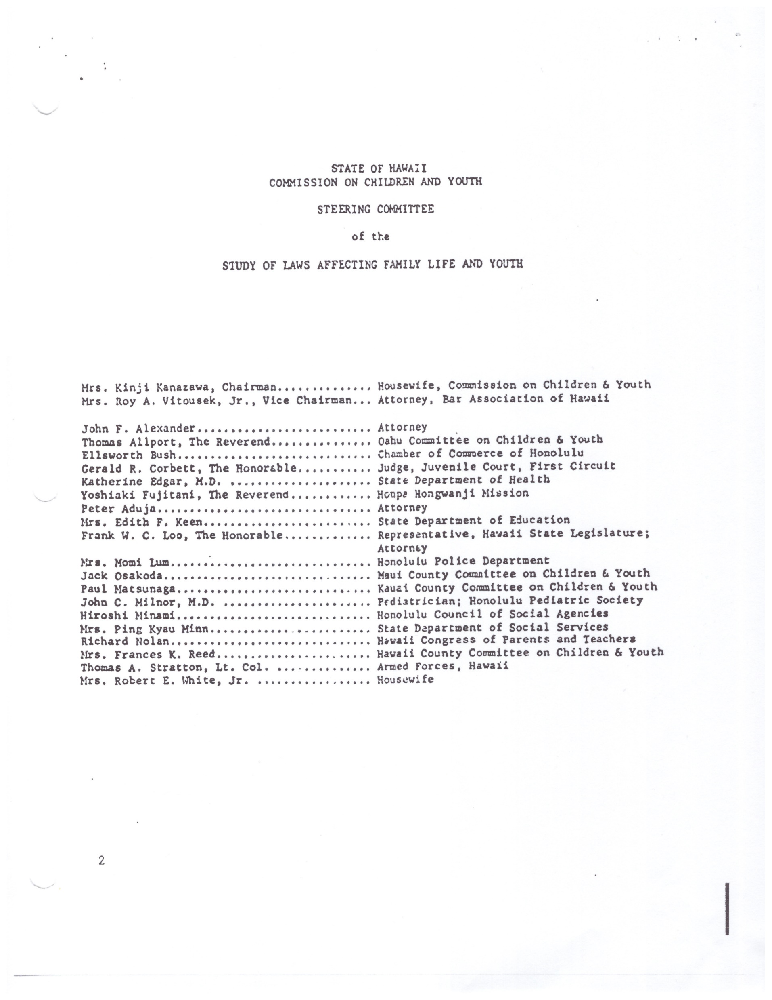 STATE OF HAWAII
COMMISSION ON CHILDREN AND YOUTH
STEERING COMMITTEE
of the
STUDY OF LAWS AFFECTING FAMILY LIFE AND YOUTH
Mrs. Kinji Kanazawa, Chairman.............. Housewife, Commission on Children & Youth
Mrs. Roy A. Vitousek, Jr., Vice Chairman... Attorney, Bar Association of Hawaii
John F. Alexander.......................... Attorney
Thomas Allport, The Reverend............... Oahu Committee on Children & Youth
Ellsworth Bush............................. Chamber of Commerce of Honolulu
Gerald R. Corbett, The Honorable........... Judge, Juvenile Court, First Circuit
Katherine Edgar, M.D. ..................... State Department of Health
Yoshiaki Fujitani, The Reverend............ Honpa Hongwanji Mission
Peter Aduja................................ Attorney
Mrs. Edith F. Keen......................... State Department of Education
Frank W. C. Loo, The Honorable............. Representative, Hawaii State Legislature;
Attorney
Mrs. Momi Lum.............................. Honolulu Police Department
Jack Osakoda............................... Maui County Committee on Children & Youth
Paul Matsunaga............................. Kauai County Committee on Children & Youth
John C. Milnor, M.D. ...................... Pediatrician; Honolulu Pediatric Society
Hiroshi Minami............................. Honolulu Council of Social Agencies
Mrs. Ping Kyau Minn........................ State Department of Social Services
Richard Nolan.............................. Hawaii Congress of Parents and Teachers
Mrs. Frances K. Reed....................... Hawaii County Committee on Children & Youth
Thomas A. Stratton, Lt. Col. .............. Armed Forces, Hawaii
Mrs. Robert E. White, Jr. ................. Housewife
2